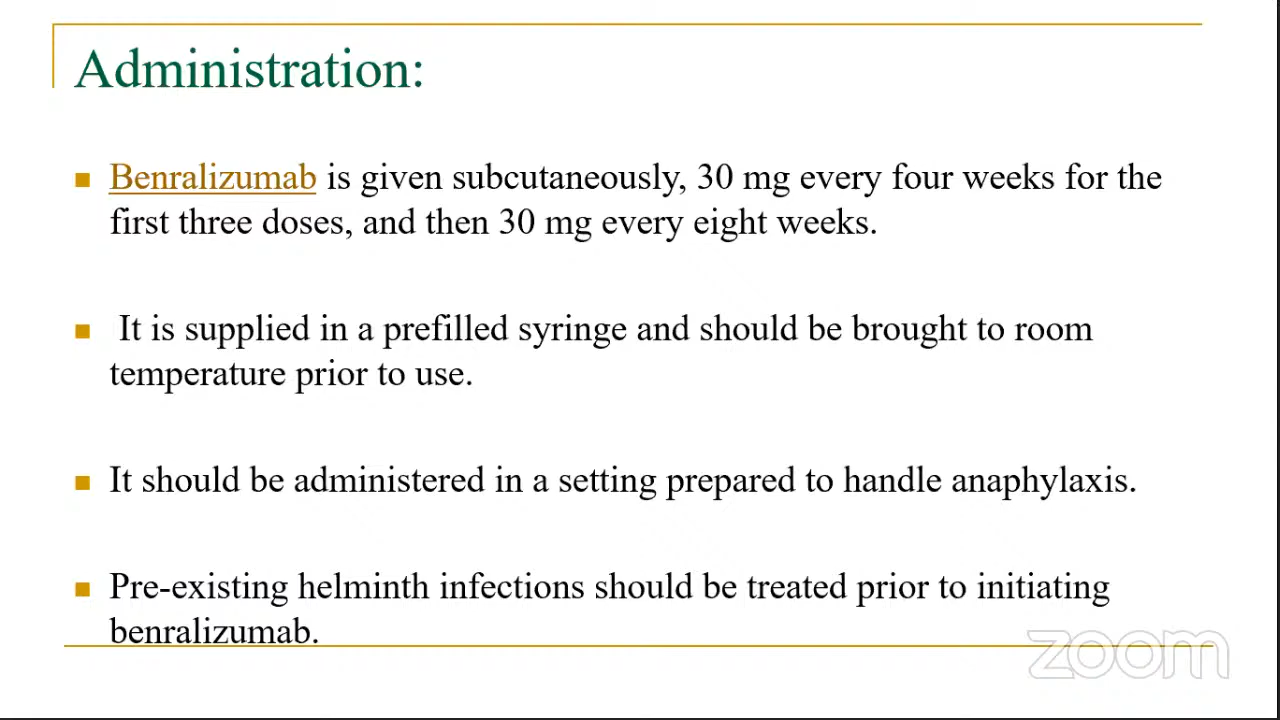 Administration:
Benralizumab is given subcutaneously, 30 mg every four weeks for the
first three doses, and then 30 mg every eight weeks.
It is supplied in a prefilled syringe and should be brought to room
temperature prior to use.
It should be administered in a setting prepared to handle anaphylaxis.
Pre-existing helminth infections should be treated prior to initiating
benralizumab.
zoom